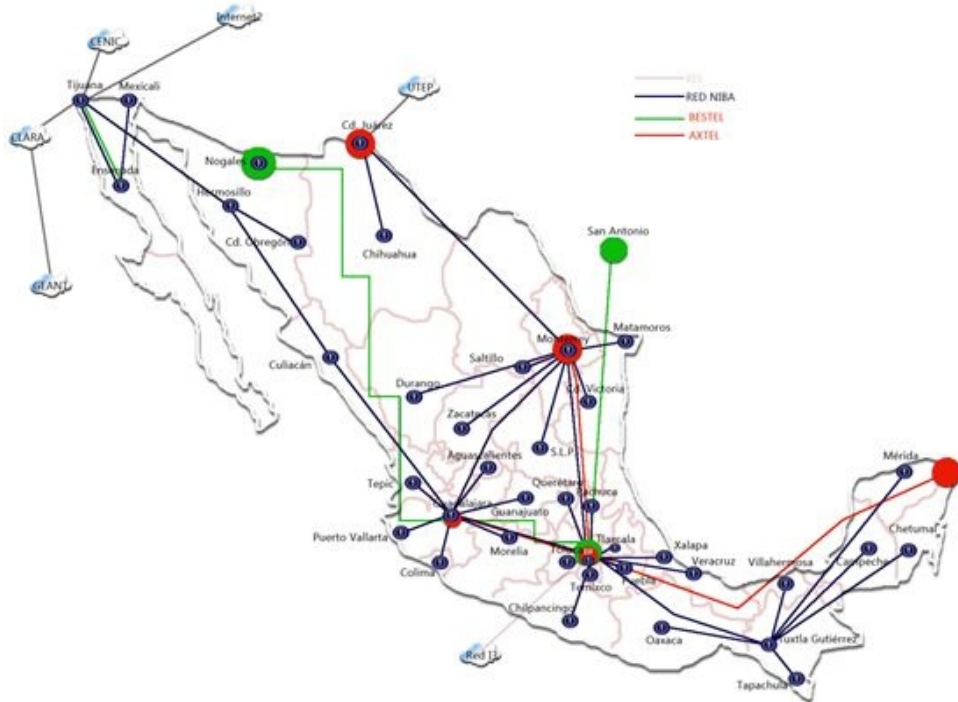 Internet2
CENIC
Tijuana
Mexicali
UTEP
RED NIBA
BESTEL
AXTEL
Cd. Juárez
CLARA
Nogales
Ensenada
Hermosillo
Cd. Obregón
Chihuahua
San Antonio
GEANT
Matamoros
Monterrey
Saltillo
Culiacán
Durango
Cd. Victoria
Zacatecas
S.L.P.
Aguascalientes
Mérida
Tepic
Querétaro
Pachuca
Guadalajara
Guanajuato
Chetumal
Puerto Vallarta
Morelia
Tlaxcala
Xalapa
Villahermosa
Campeche
Veracruz
Colima
Puebla
Temixco
Chilpancingo
Oaxaca
Tuxtla Gutiérrez
Tapachula